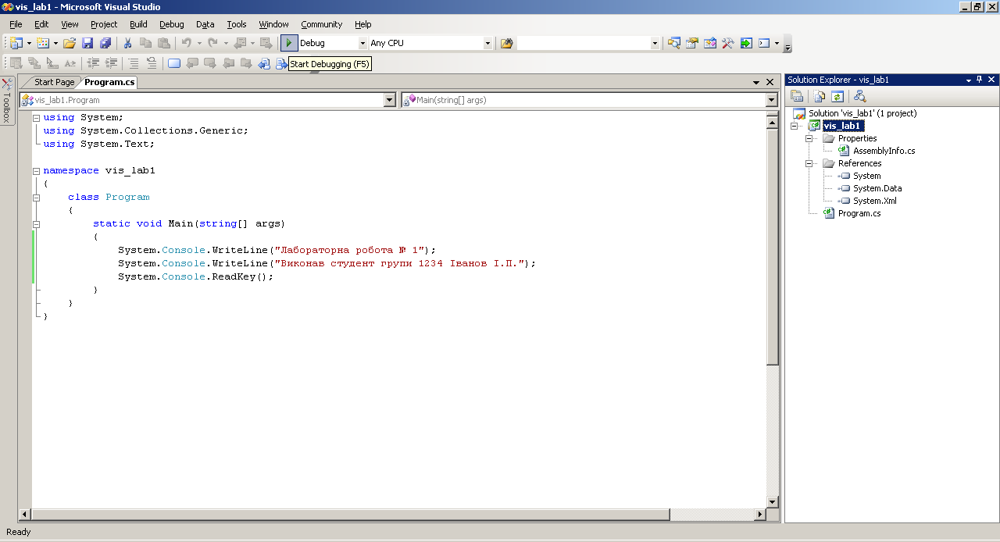 vis_lab1 - Microsoft Visual Studio
File Edit View Project Build Debug Data Tools Window Community Help
Debug Any CPU
Start Debugging (F5)
Toolbox
Start Page Program.cs
vis_lab1.Program Main(string[] args)
using System;
using System.Collections.Generic;
using System.Text;
namespace vis_lab1
{
class Program
{
static void Main(string[] args)
{
System.Console.WriteLine("Лабораторна робота № 1");
System.Console.WriteLine("Виконав студент групи 1234 Іванов І.П.");
System.Console.ReadKey();
}
}
}
Solution Explorer - vis_lab1
Solution 'vis_lab1' (1 project)
vis_lab1
Properties
AssemblyInfo.cs
References
System
System.Data
System.Xml
Program.cs
Ready